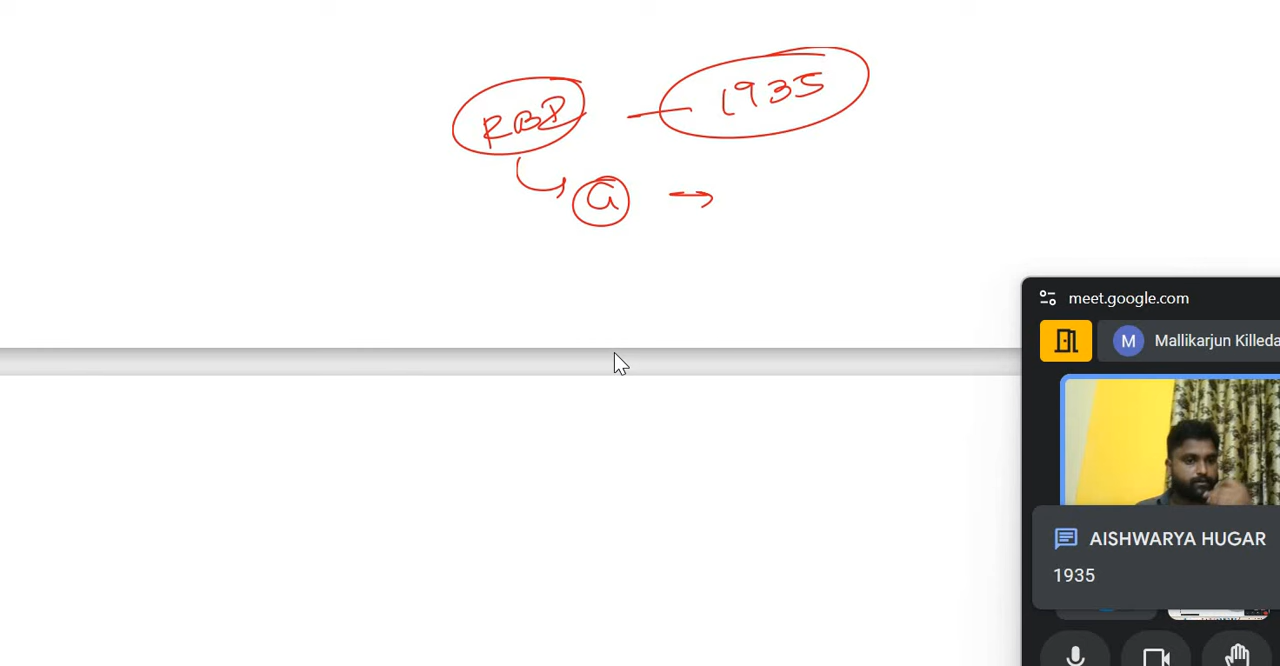 RBI - 1935
G →
meet.google.com
M Mallikarjun Killeda
AISHWARYA HUGAR
1935